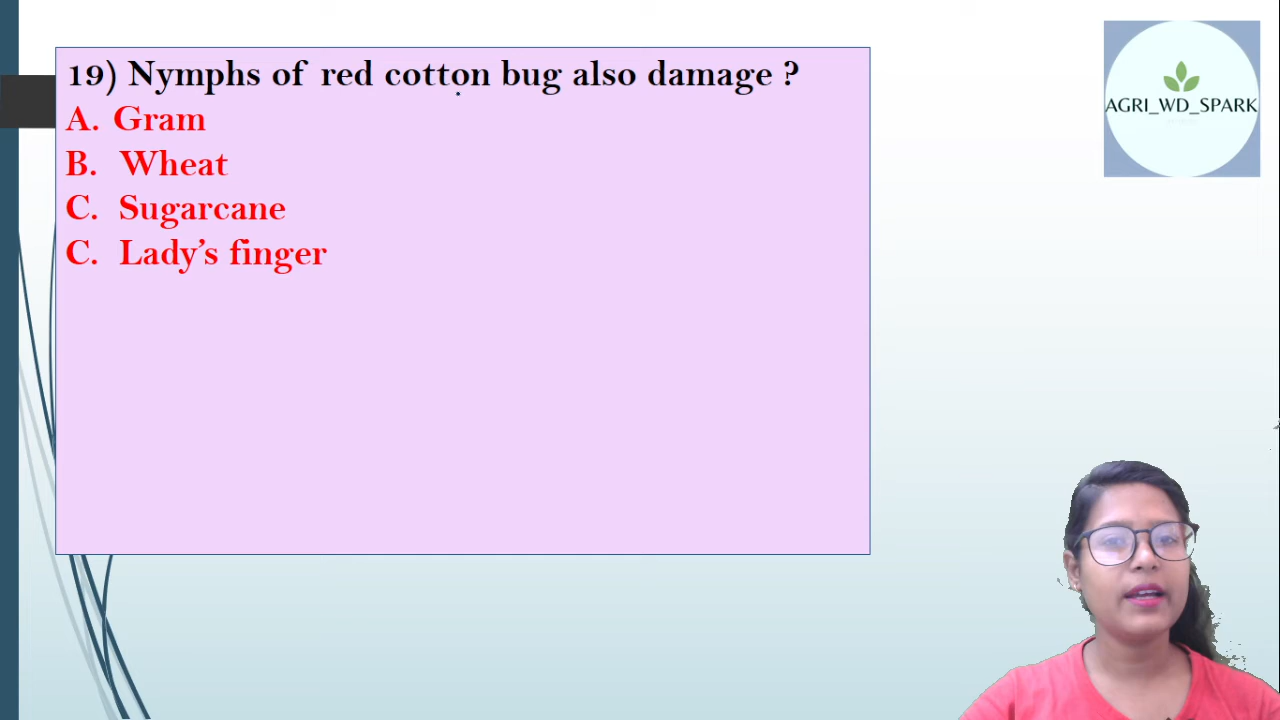 19) Nymphs of red cotton bug also damage ?
A. Gram
B. Wheat
C. Sugarcane
C. Lady’s finger
AGRI_WD_SPARK